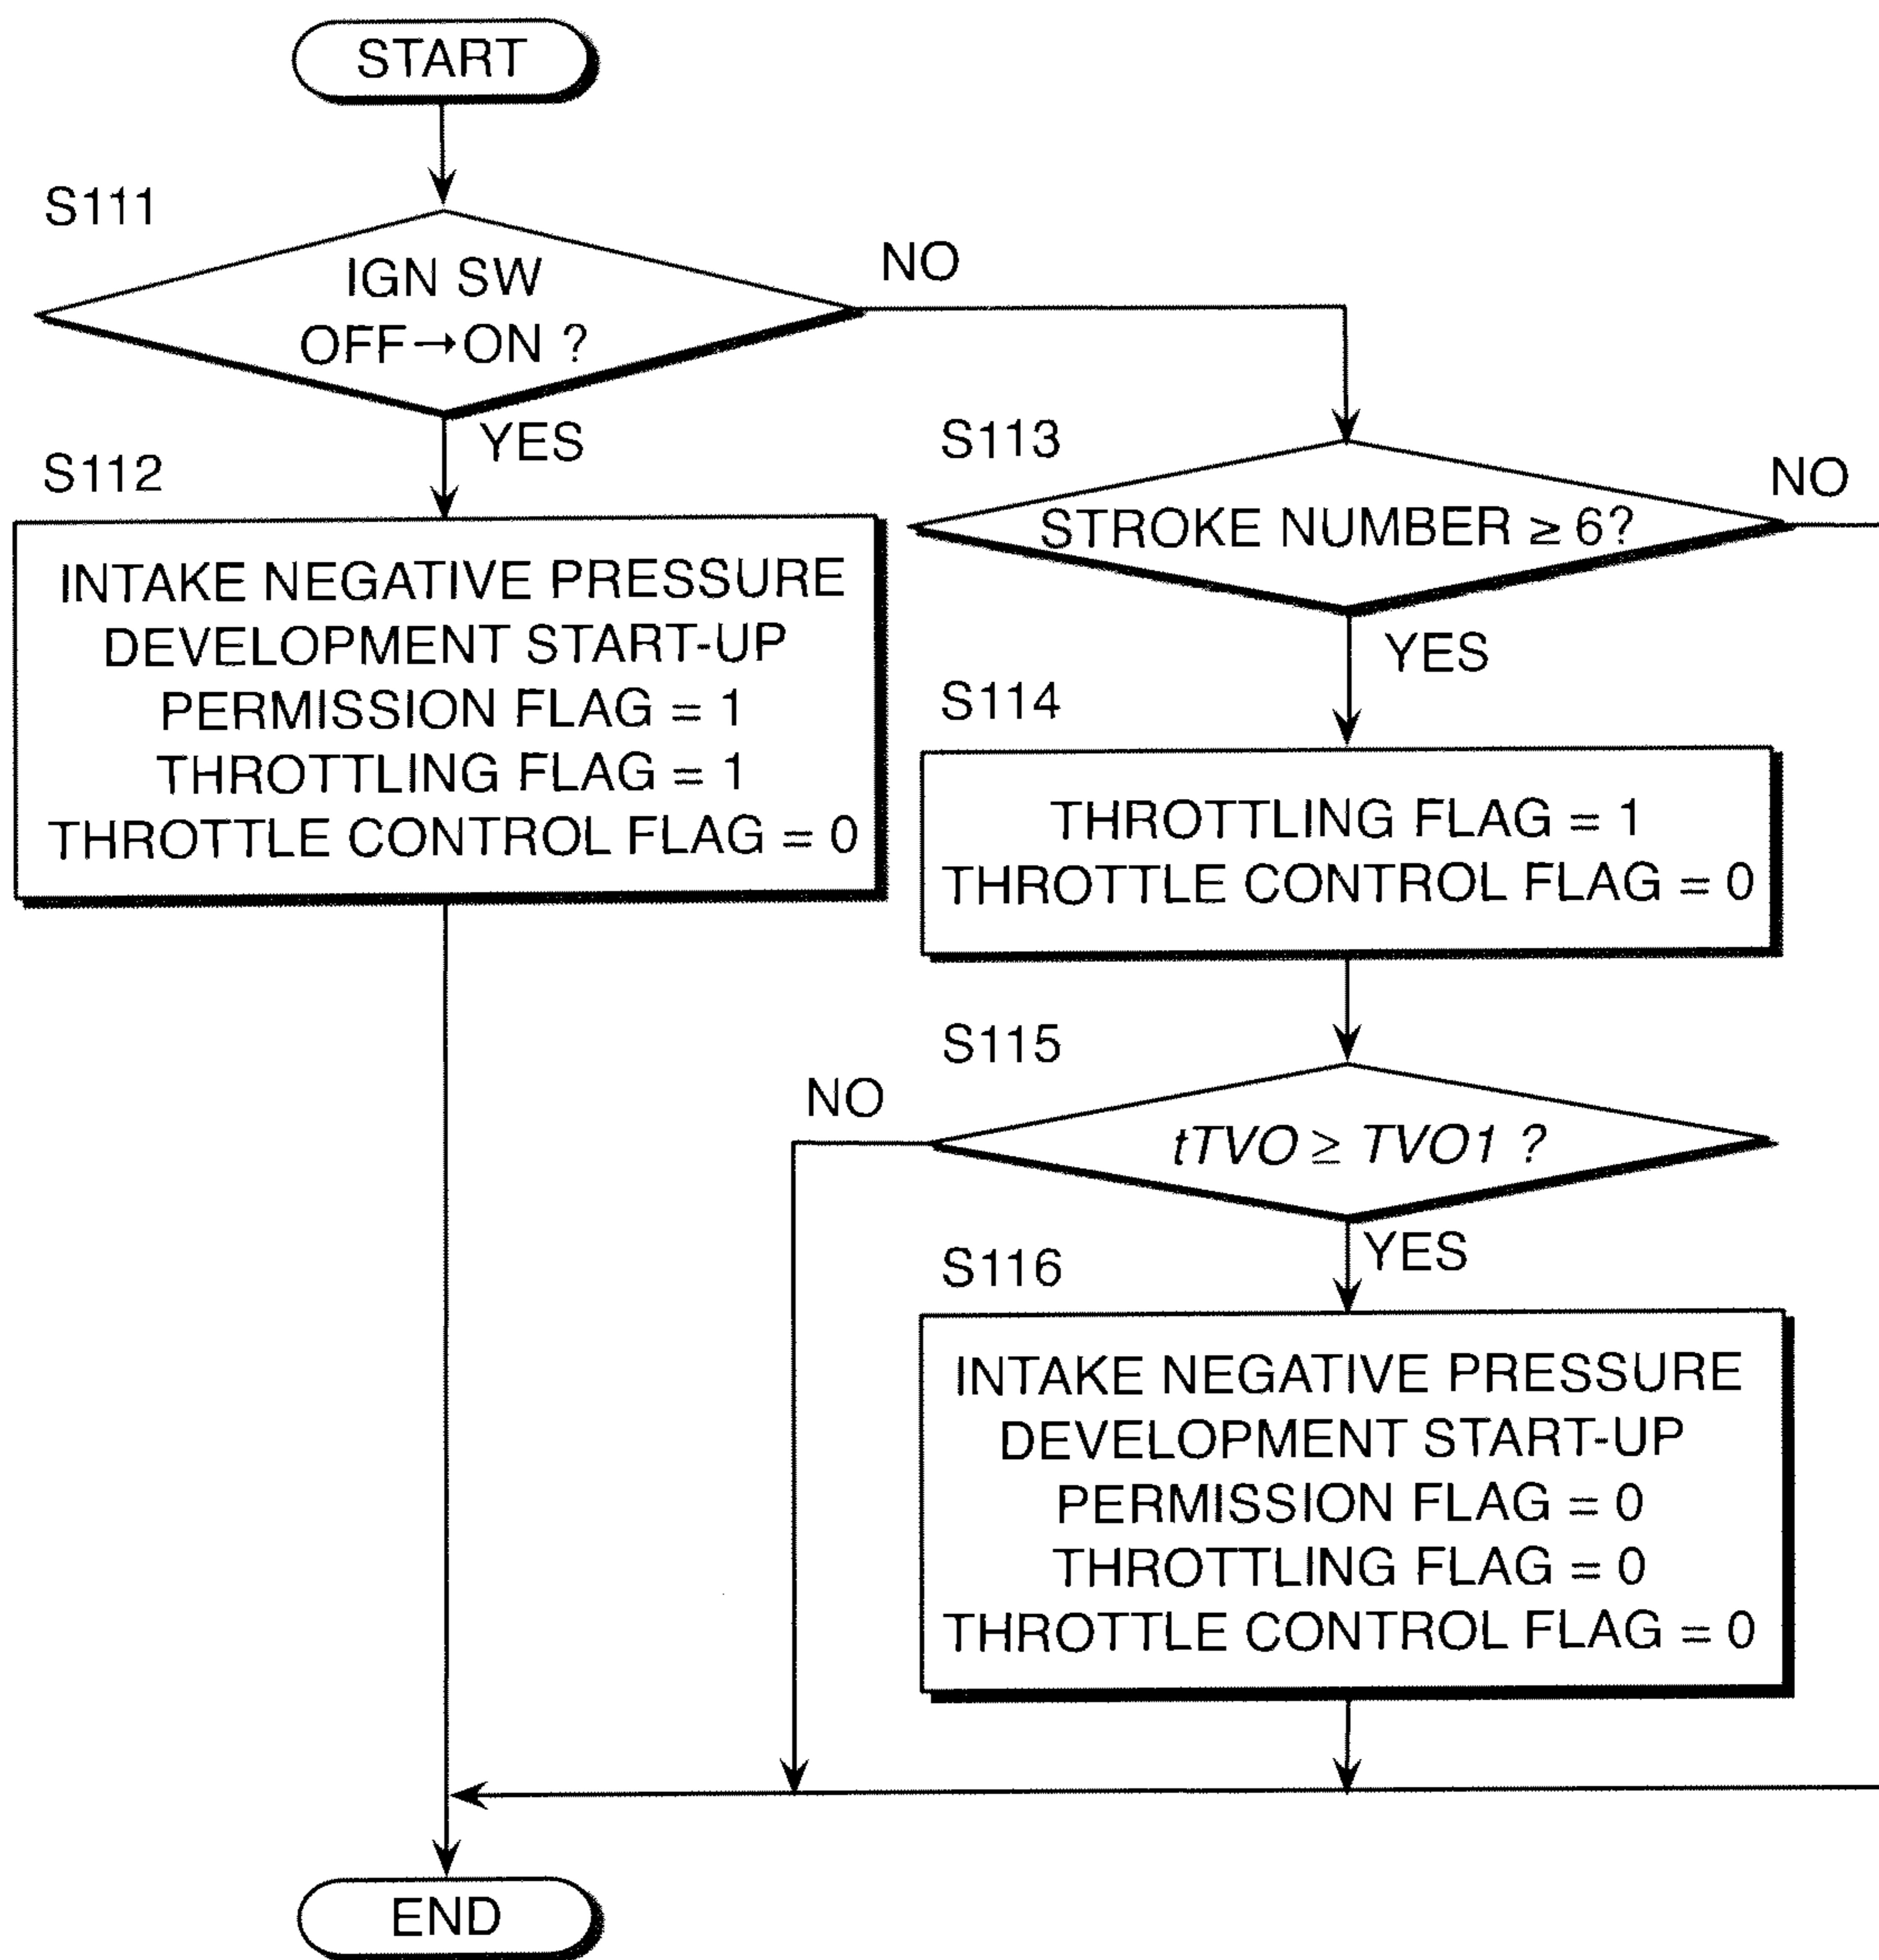 START
S111
IGN SW
OFF→ON ?
NO
YES
S112
INTAKE NEGATIVE PRESSURE
DEVELOPMENT START-UP
PERMISSION FLAG = 1
THROTTLING FLAG = 1
THROTTLE CONTROL FLAG = 0
S113
STROKE NUMBER ≥ 6?
NO
YES
S114
THROTTLING FLAG = 1
THROTTLE CONTROL FLAG = 0
S115
NO
tTVO ≥ TVO1 ?
YES
S116
INTAKE NEGATIVE PRESSURE
DEVELOPMENT START-UP
PERMISSION FLAG = 0
THROTTLING FLAG = 0
THROTTLE CONTROL FLAG = 0
END